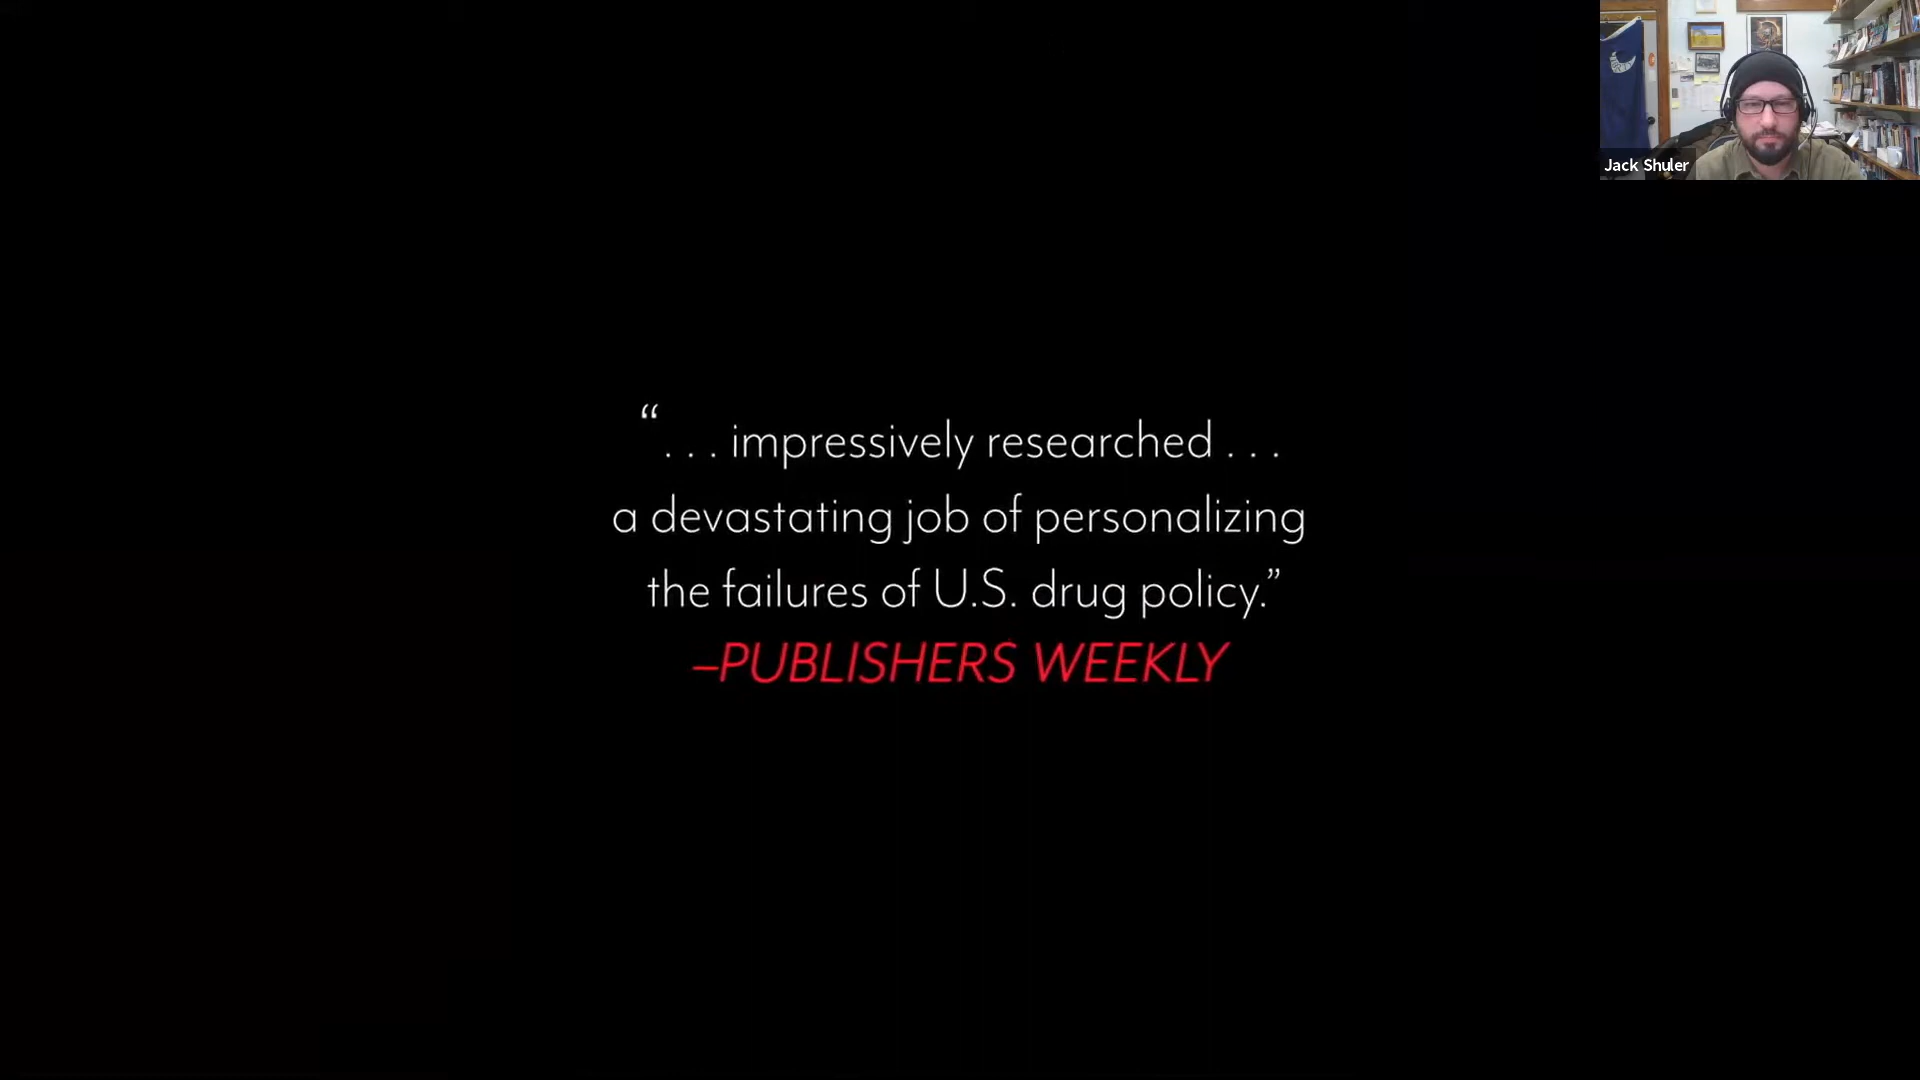 Jack Shuler
“. . . impressively researched . . .
a devastating job of personalizing
the failures of U.S. drug policy.”
–PUBLISHERS WEEKLY